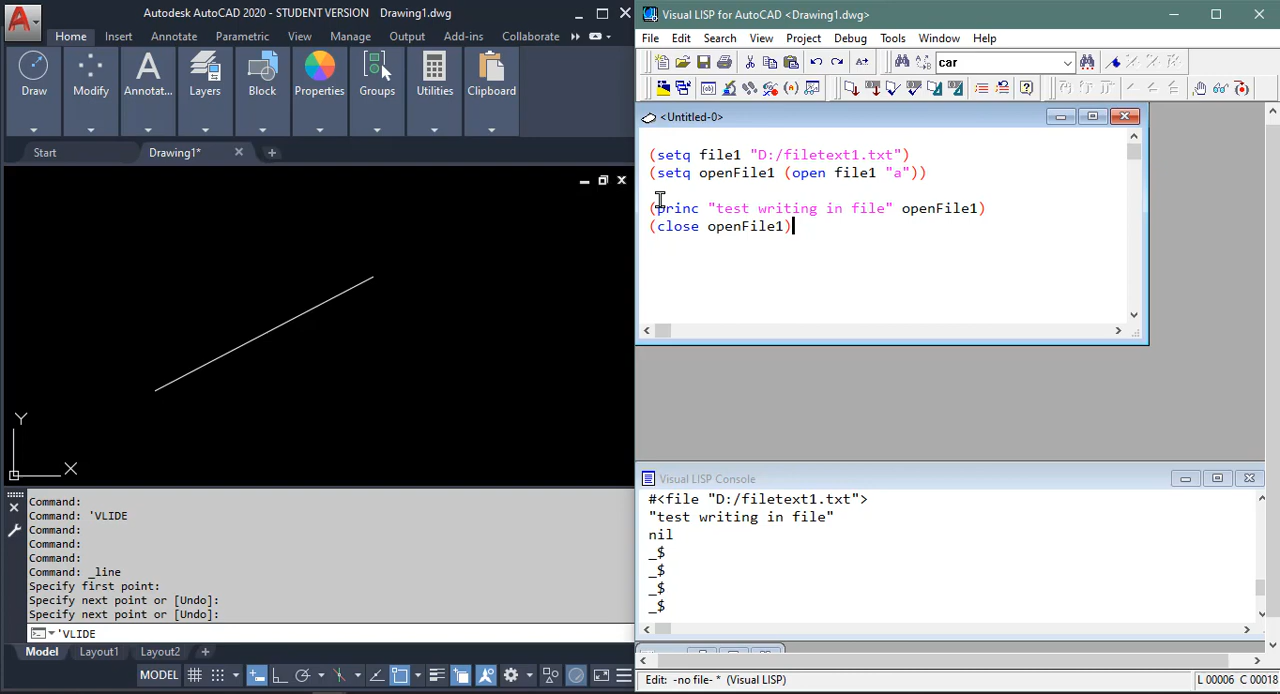 Autodesk AutoCAD 2020 - STUDENT VERSION Drawing1.dwg
Home Insert Annotate Parametric View Manage Output Add-ins Collaborate
Draw Modify Annotat... Layers Block Properties Groups Utilities Clipboard
Start Drawing1*
Y
X
Command:
Command: 'VLIDE
Command:
Command:
Command:
Command: _line
Specify first point:
Specify next point or [Undo]:
Specify next point or [Undo]:
'VLIDE
Model Layout1 Layout2 +
MODEL
Visual LISP for AutoCAD <Drawing1.dwg>
File Edit Search View Project Debug Tools Window Help
car
<Untitled-0>
(setq file1 "D:/filetext1.txt")
(setq openFile1 (open file1 "a"))
(princ "test writing in file" openFile1)
(close openFile1)
Visual LISP Console
#<file "D:/filetext1.txt">
"test writing in file"
nil
_$
_$
_$
_$
Edit: -no file- * (Visual LISP) L 00006 C 00018